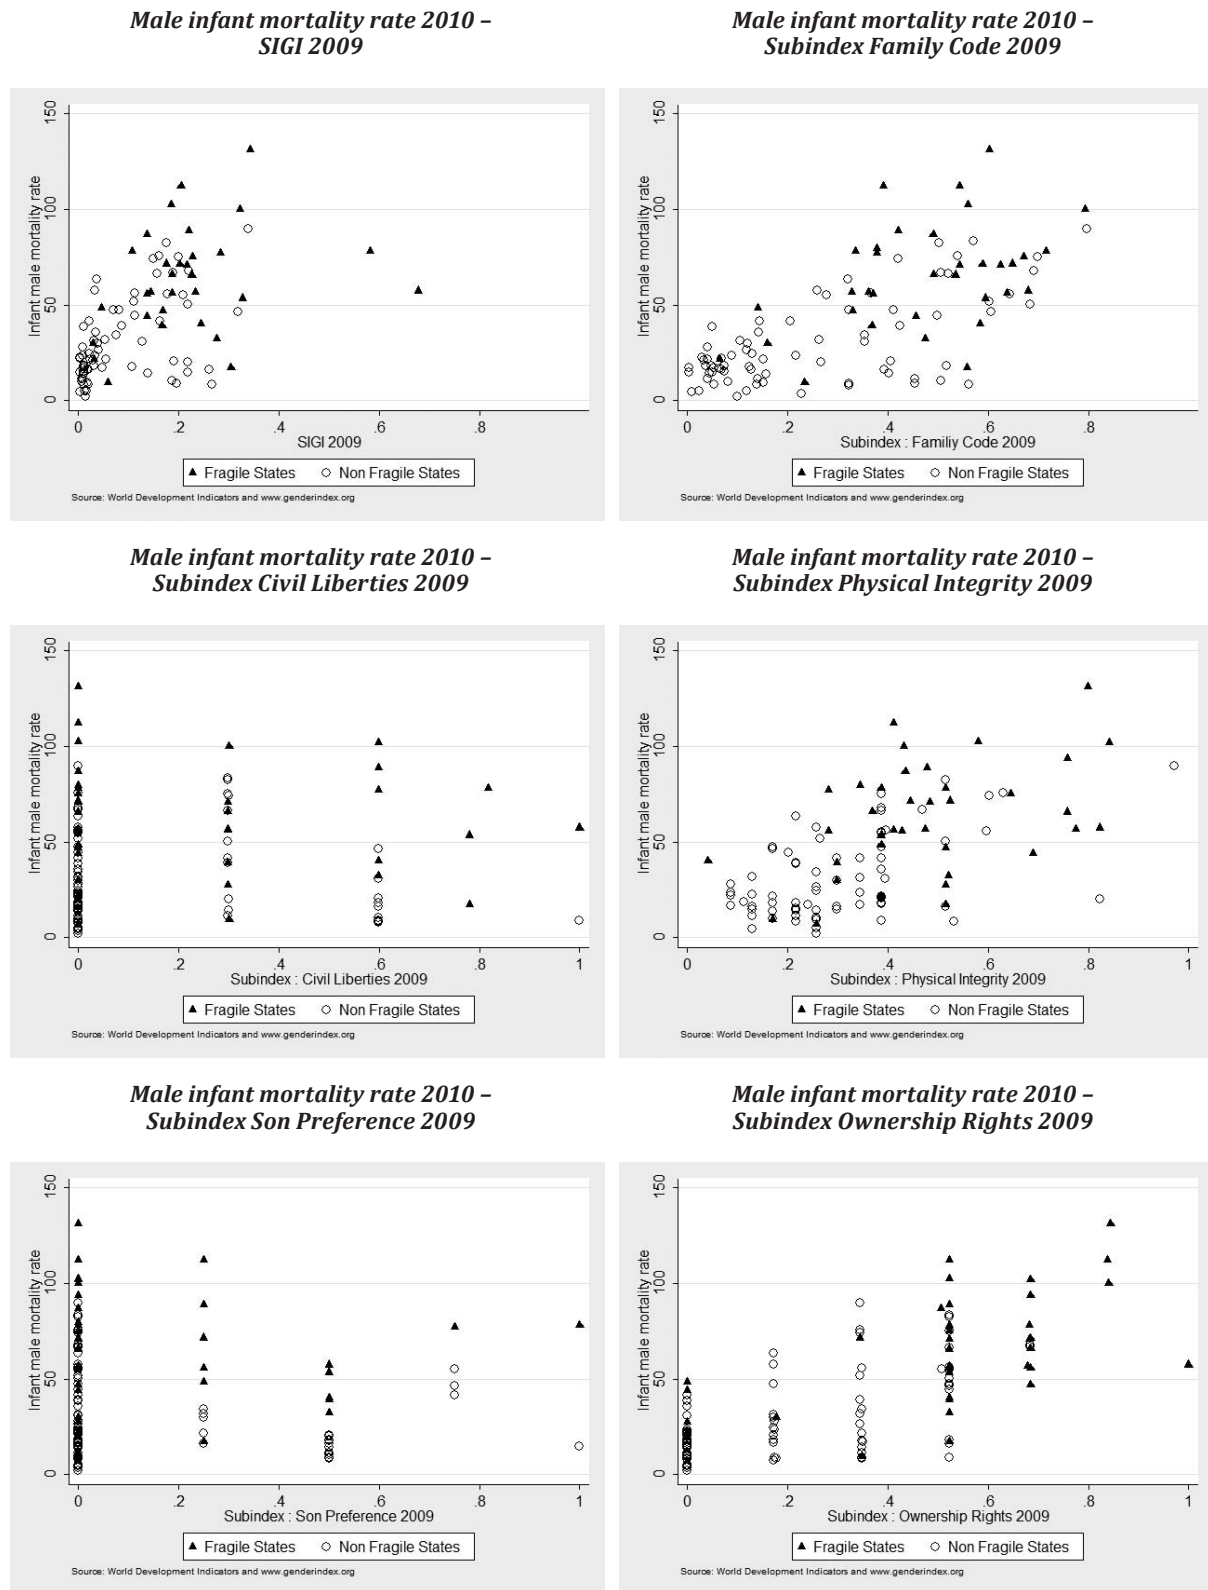 Male infant mortality rate 2010 –
SIGI 2009
Infant male mortality rate
150
100
50
0
0 .2 .4 .6 .8
SIGI 2009
Fragile States Non Fragile States
Source: World Development Indicators and www.genderindex.org
Male infant mortality rate 2010 –
Subindex Family Code 2009
Infant male mortality rate
150
100
50
0
0 .2 .4 .6 .8
Subindex : Familiy Code 2009
Fragile States Non Fragile States
Source: World Development Indicators and www.genderindex.org
Male infant mortality rate 2010 –
Subindex Civil Liberties 2009
Infant male mortality rate
150
100
50
0
0 .2 .4 .6 .8 1
Subindex : Civil Liberties 2009
Fragile States Non Fragile States
Source: World Development Indicators and www.genderindex.org
Male infant mortality rate 2010 –
Subindex Physical Integrity 2009
Infant male mortality rate
150
100
50
0
0 .2 .4 .6 .8 1
Subindex : Physical Integrity 2009
Fragile States Non Fragile States
Source: World Development Indicators and www.genderindex.org
Male infant mortality rate 2010 –
Subindex Son Preference 2009
Infant male mortality rate
150
100
50
0
0 .2 .4 .6 .8 1
Subindex : Son Preference 2009
Fragile States Non Fragile States
Source: World Development Indicators and www.genderindex.org
Male infant mortality rate 2010 –
Subindex Ownership Rights 2009
Infant male mortality rate
150
100
50
0
0 .2 .4 .6 .8 1
Subindex : Ownership Rights 2009
Fragile States Non Fragile States
Source: World Development Indicators and www.genderindex.org